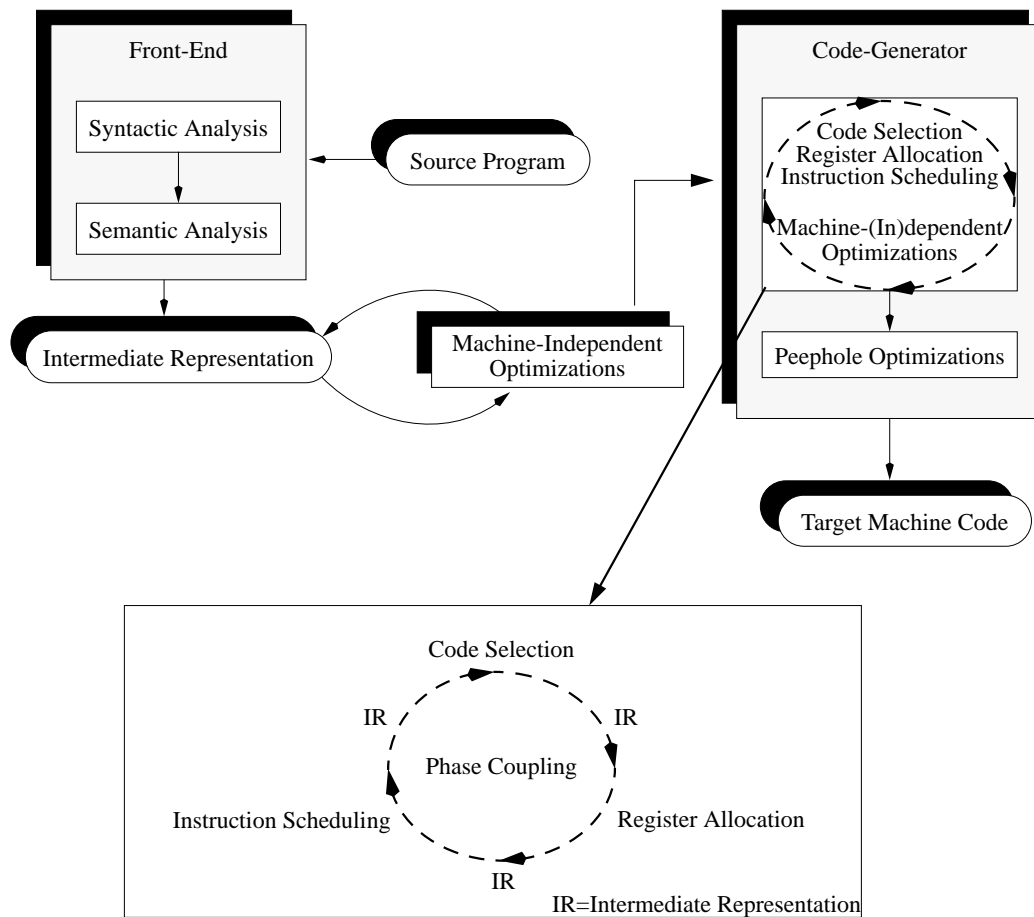 Front-End
Syntactic Analysis
Semantic Analysis
Source Program
Intermediate Representation
Machine-Independent
Optimizations
Code-Generator
Code Selection
Register Allocation
Instruction Scheduling
Machine-(In)dependent
Optimizations
Peephole Optimizations
Target Machine Code
Code Selection
IR
IR
Phase Coupling
Instruction Scheduling
Register Allocation
IR
IR=Intermediate Representation